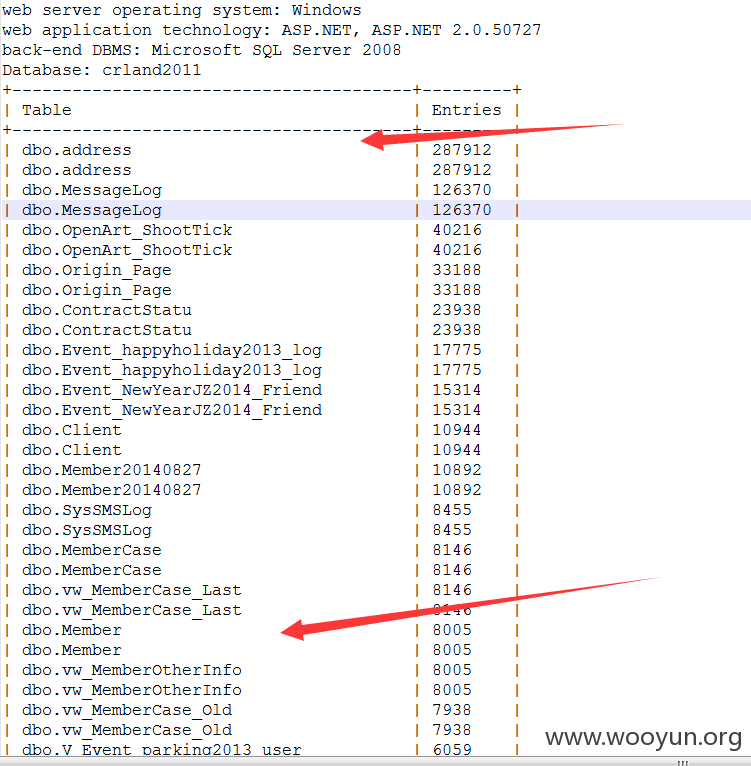 web server operating system: Windows
web application technology: ASP.NET, ASP.NET 2.0.50727
back-end DBMS: Microsoft SQL Server 2008
Database: crland2011
+----------------------------------------+---------+
| Table | Entries |
+----------------------------------------+---------+
| dbo.address | 287912 |
| dbo.address | 287912 |
| dbo.MessageLog | 126370 |
| dbo.MessageLog | 126370 |
| dbo.OpenArt_ShootTick | 40216 |
| dbo.OpenArt_ShootTick | 40216 |
| dbo.Origin_Page | 33188 |
| dbo.Origin_Page | 33188 |
| dbo.ContractStatu | 23938 |
| dbo.ContractStatu | 23938 |
| dbo.Event_happyholiday2013_log | 17775 |
| dbo.Event_happyholiday2013_log | 17775 |
| dbo.Event_NewYearJZ2014_Friend | 15314 |
| dbo.Event_NewYearJZ2014_Friend | 15314 |
| dbo.Client | 10944 |
| dbo.Client | 10944 |
| dbo.Member20140827 | 10892 |
| dbo.Member20140827 | 10892 |
| dbo.SysSMSLog | 8455 |
| dbo.SysSMSLog | 8455 |
| dbo.MemberCase | 8146 |
| dbo.MemberCase | 8146 |
| dbo.vw_MemberCase_Last | 8146 |
| dbo.vw_MemberCase_Last | 8146 |
| dbo.Member | 8005 |
| dbo.Member | 8005 |
| dbo.vw_MemberOtherInfo | 8005 |
| dbo.vw_MemberOtherInfo | 8005 |
| dbo.vw_MemberCase_Old | 7938 |
| dbo.vw_MemberCase_Old | 7938 |
| dbo.V_Event_parking2013_user | 6059 |
www.wooyun.org